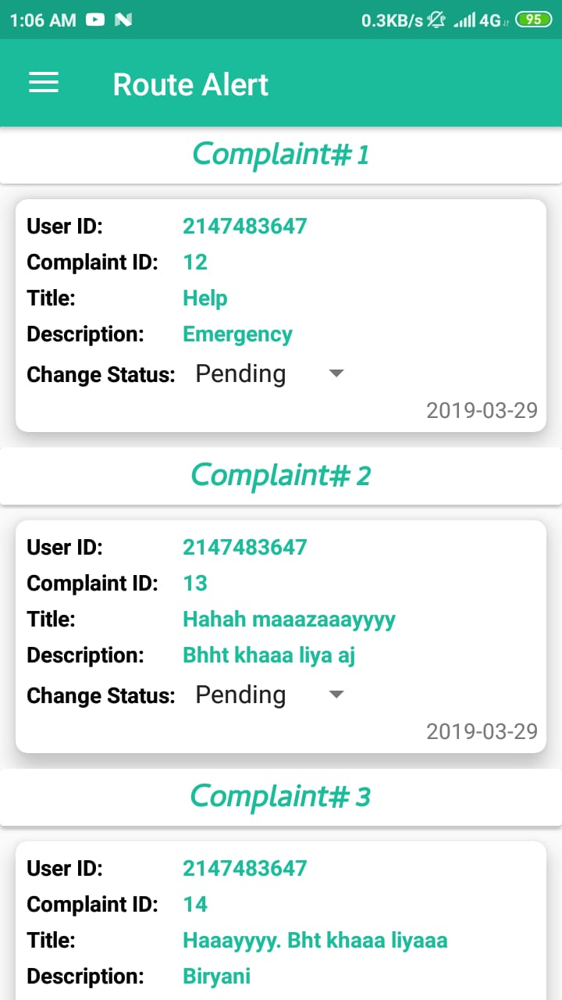 1:06 AM 0.3KB/s 4G 95
Route Alert
Complaint# 1
User ID: 2147483647
Complaint ID: 12
Title: Help
Description: Emergency
Change Status: Pending
2019-03-29
Complaint# 2
User ID: 2147483647
Complaint ID: 13
Title: Hahah maaazaaayyyy
Description: Bhht khaaa liya aj
Change Status: Pending
2019-03-29
Complaint# 3
User ID: 2147483647
Complaint ID: 14
Title: Haaayyyy. Bht khaaa liyaaa
Description: Biryani